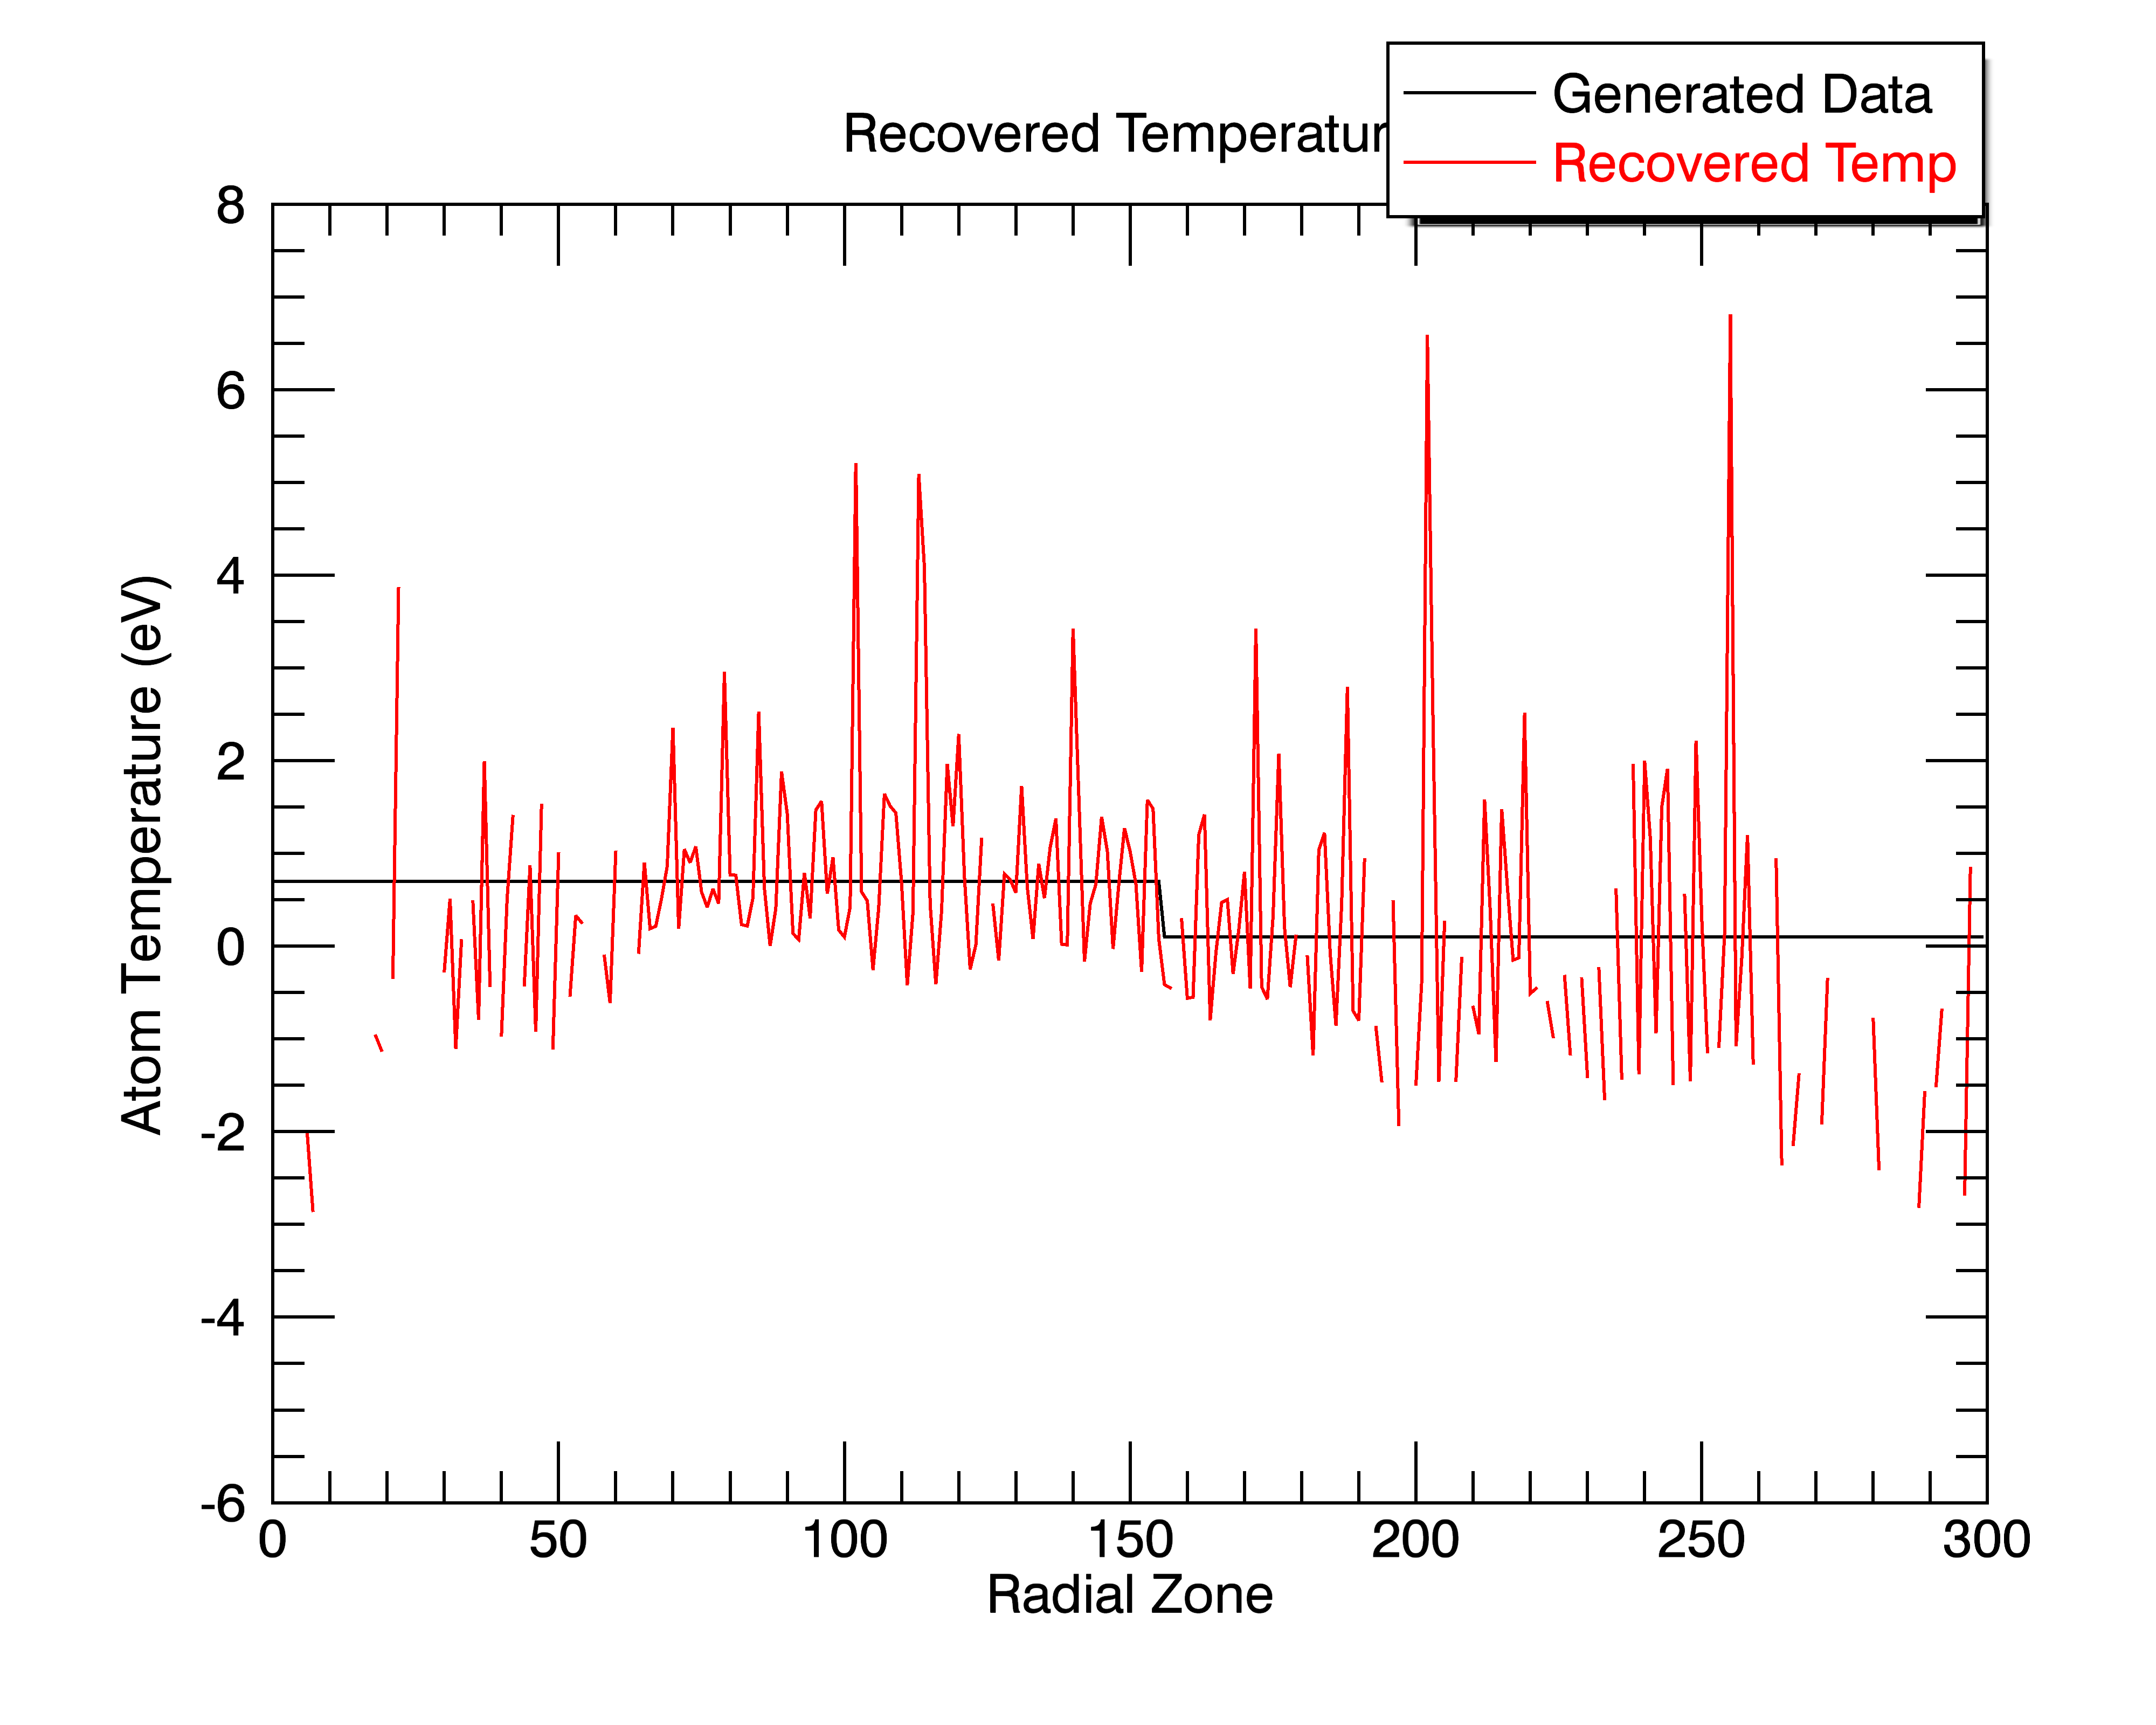 Generated Data
Recovered Temp
Recovered Temperatur
8
6
4
2
0
-2
-4
-6
Atom Temperature (eV)
0 50 100 150 200 250 300
Radial Zone